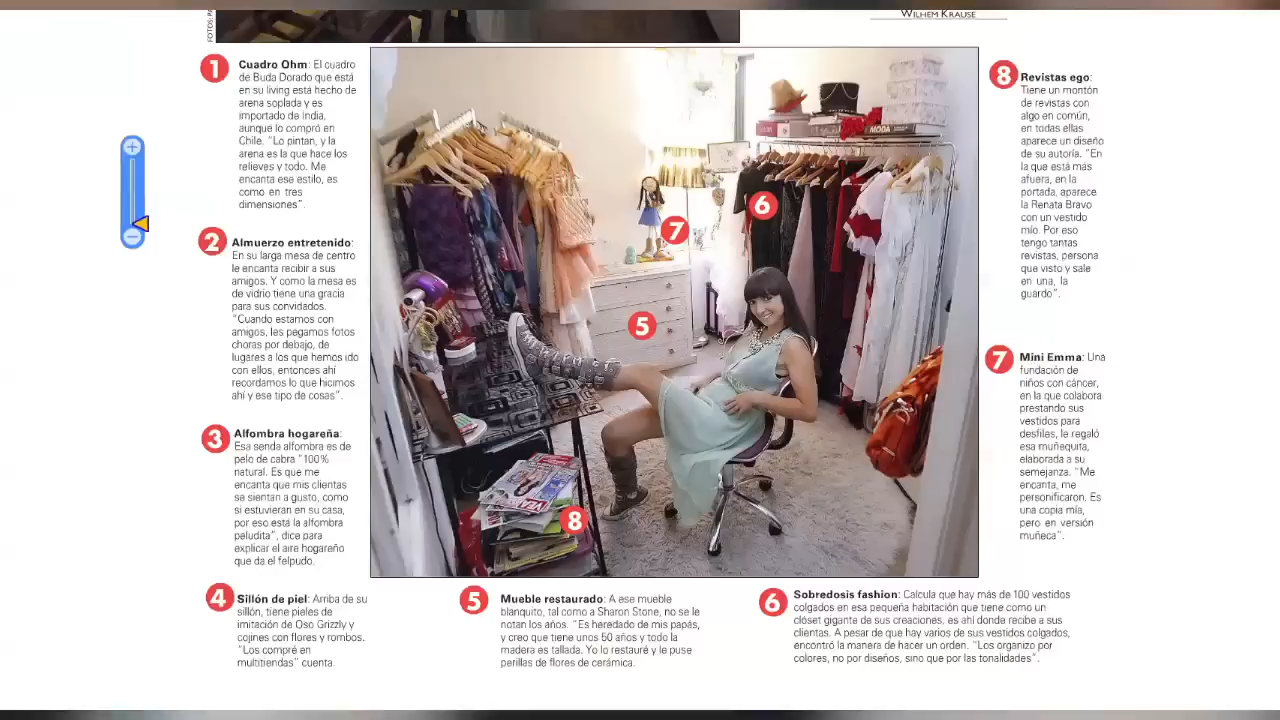 WILHEM KRAUSE
1
Cuadro Ohm: El cuadro
de Buda Dorado que está
en su living está hecho de
arena soplada y es
importado de India,
aunque lo compró en
Chile. "Lo pintan, y la
arena es la que hace los
relieves y todo. Me
encanta ese estilo, es
como en tres
dimensiones".
2
Almuerzo entretenido:
En su larga mesa de centro
le encanta recibir a sus
amigos. Y como la mesa es
de vidrio tiene una gracia
para sus convidados.
"Cuando estamos con
amigos, les pegamos fotos
choras por debajo, de
lugares a los que hemos ido
con ellos, entonces ahí
recordamos lo que hicimos
ahí y ese tipo de cosas".
3
Alfombra hogareña:
Esa senda alfombra es de
pelo de cabra "100%
natural. Es que me
encanta que mis clientas
se sientan a gusto, como
si estuvieran en su casa,
por eso está la alfombra
peludita", dice para
explicar el aire hogareño
que da el felpudo.
4
Sillón de piel: Arriba de su
sillón, tiene pieles de
imitación de Oso Grizzly y
cojines con flores y rombos.
"Los compré en
multitiendas" cuenta.
5
Mueble restaurado: A ese mueble
blanquito, tal como a Sharon Stone, no se le
notan los años. "Es heredado de mis papás,
y creo que tiene unos 50 años y todo la
madera es tallada. Yo lo restauré y le puse
perillas de flores de cerámica.
6
Sobredosis fashion: Calcula que hay más de 100 vestidos
colgados en esa pequeña habitación que tiene como un
clóset gigante de sus creaciones, es ahí donde recibe a sus
clientas. A pesar de que hay varios de sus vestidos colgados,
encontró la manera de hacer un orden. "Los organizo por
colores, no por diseños, sino que por las tonalidades".
8
Revistas ego:
Tiene un montón
de revistas con
algo en común,
en todas ellas
aparece un diseño
de su autoría. "En
la que está más
afuera, en la
portada, aparece
la Renata Bravo
con un vestido
mío. Por eso
tengo tantas
revistas, persona
que visto y sale
en una, la
guardo".
7
Mini Emma: Una
fundación de
niños con cáncer,
en la que colabora
prestando sus
vestidos para
desfiles, le regaló
esa muñequita,
elaborada a su
semejanza. "Me
encanta, me
personificaron. Es
una copia mía,
pero en versión
muñeca".
MODA
6
7
5
8